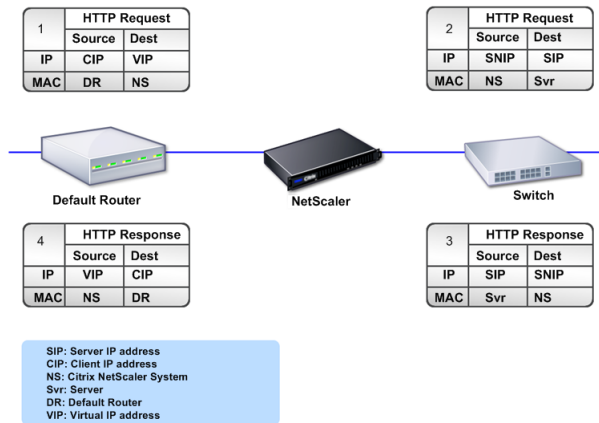 1 HTTP Request
Source Dest
IP CIP VIP
MAC DR NS
2 HTTP Request
Source Dest
IP SNIP SIP
MAC NS Svr
Default Router
NetScaler
Switch
4 HTTP Response
Source Dest
IP VIP CIP
MAC NS DR
3 HTTP Response
Source Dest
IP SIP SNIP
MAC Svr NS
SIP: Server IP address
CIP: Client IP address
NS: Citrix NetScaler System
Svr: Server
DR: Default Router
VIP: Virtual IP address